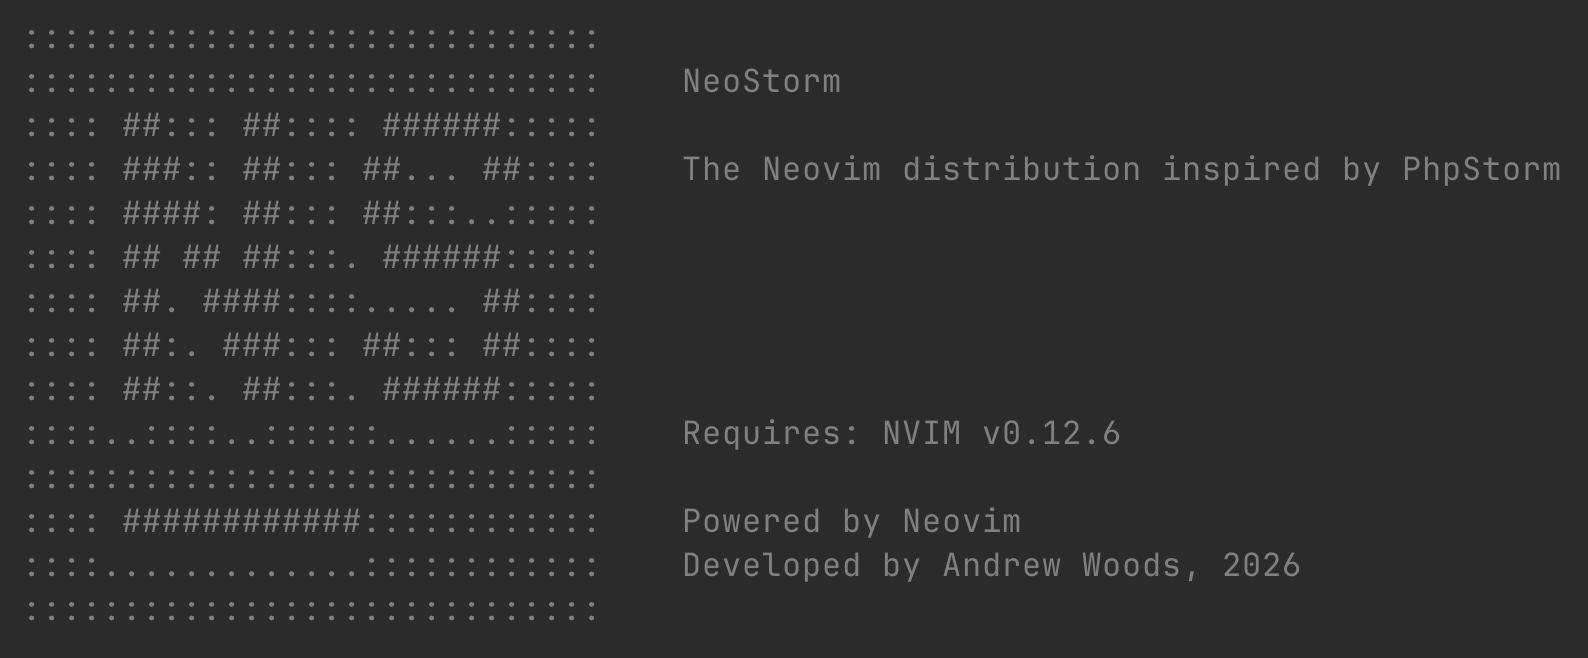 :::::::::::::::::::::::::::::
:::::::::::::::::::::::::::::    NeoStorm
:::: ##::: ##:::: ######:::::
:::: ###:: ##::: ##... ##::::    The Neovim distribution inspired by PhpStorm
:::: ####: ##::: ##:::..:::::
:::: ## ## ##:::. ######:::::
:::: ##. ####::::..... ##::::
:::: ##:. ###::: ##::: ##::::
:::: ##::. ##:::. ######:::::
::::..::::..::::::......:::::    Requires: NVIM v0.12.6
:::::::::::::::::::::::::::::
:::: ############::::::::::::    Powered by Neovim
::::.............::::::::::::    Developed by Andrew Woods, 2026
:::::::::::::::::::::::::::::